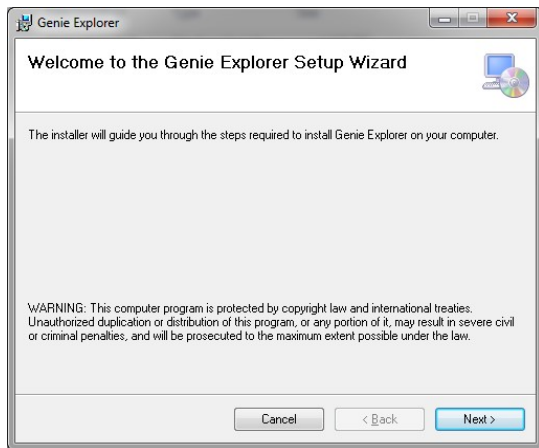 Genie Explorer
Welcome to the Genie Explorer Setup Wizard
The installer will guide you through the steps required to install Genie Explorer on your computer.
WARNING: This computer program is protected by copyright law and international treaties.
Unauthorized duplication or distribution of this program, or any portion of it, may result in severe civil
or criminal penalties, and will be prosecuted to the maximum extent possible under the law.
Cancel
< Back
Next >